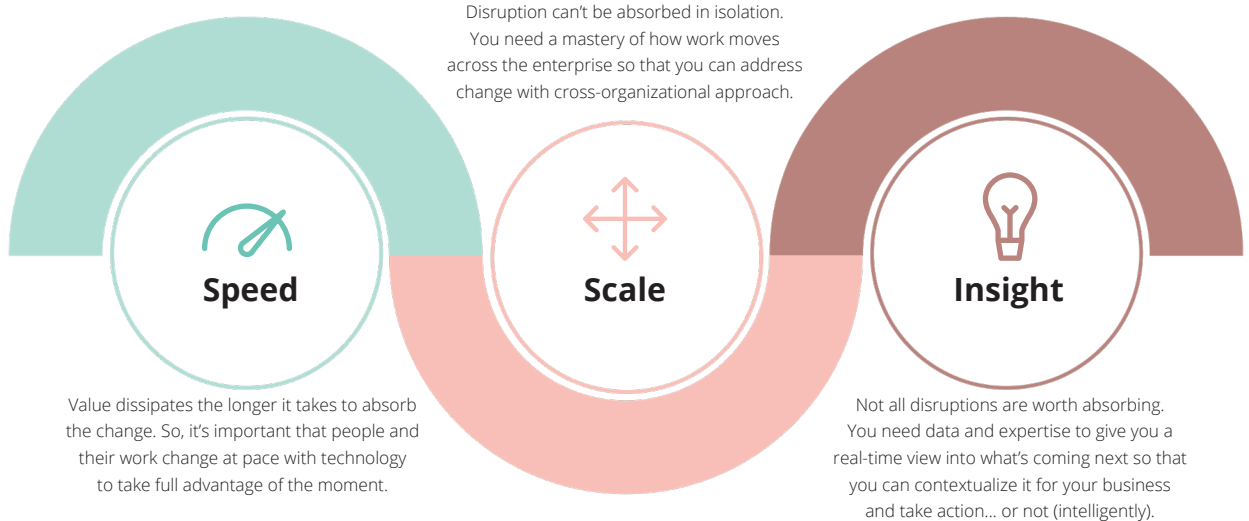 Speed
Value dissipates the longer it takes to absorb
the change. So, it’s important that people and
their work change at pace with technology
to take full advantage of the moment.
Disruption can’t be absorbed in isolation.
You need a mastery of how work moves
across the enterprise so that you can address
change with cross-organizational approach.
Scale
Insight
Not all disruptions are worth absorbing.
You need data and expertise to give you a
real-time view into what’s coming next so that
you can contextualize it for your business
and take action... or not (intelligently).